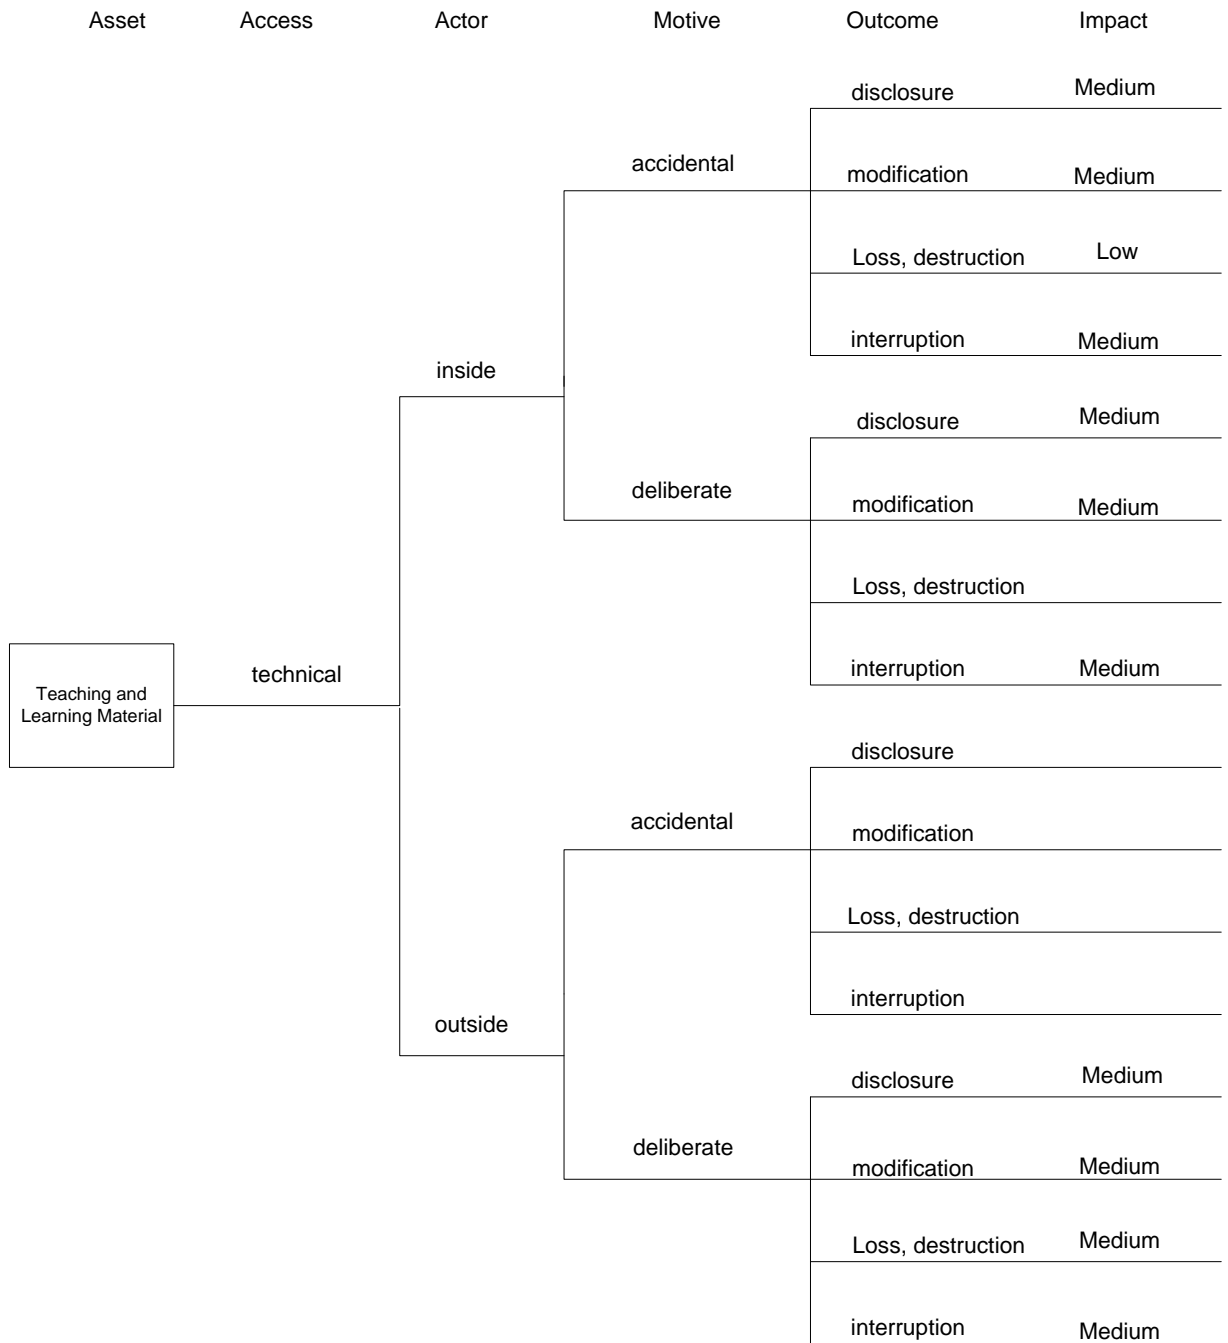 Asset Access Actor Motive Outcome Impact
disclosure Medium
accidental modification Medium
Loss, destruction Low
interruption Medium
inside
disclosure Medium
deliberate modification Medium
Loss, destruction
interruption Medium
technical
Teaching and
Learning Material
disclosure
accidental
modification
Loss, destruction
interruption
outside
disclosure Medium
deliberate
modification Medium
Loss, destruction Medium
interruption Medium